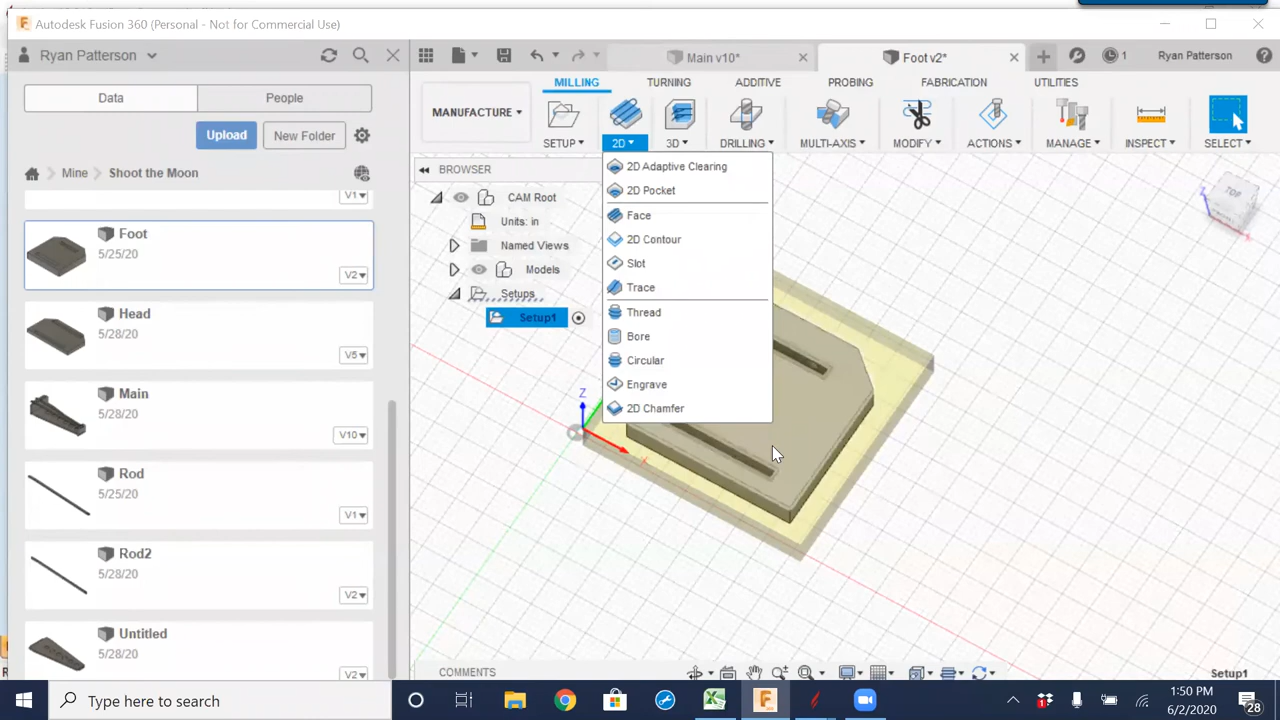 Autodesk Fusion 360 (Personal - Not for Commercial Use)
Ryan Patterson
Main v10*
Foot v2*
1
Ryan Patterson
Data
People
Upload
New Folder
Mine
Shoot the Moon
V1
Foot
5/25/20
V2
Head
5/28/20
V5
Main
5/28/20
V10
Rod
5/25/20
V1
Rod2
5/28/20
V2
Untitled
5/28/20
V2
MILLING
TURNING
ADDITIVE
PROBING
FABRICATION
UTILITIES
MANUFACTURE
SETUP
2D
3D
DRILLING
MULTI-AXIS
MODIFY
ACTIONS
MANAGE
INSPECT
SELECT
BROWSER
CAM Root
Units: in
Named Views
Models
Setups
Setup1
2D Adaptive Clearing
2D Pocket
Face
2D Contour
Slot
Trace
Thread
Bore
Circular
Engrave
2D Chamfer
Z
X
COMMENTS
Setup1
Type here to search
1:50 PM
6/2/2020
28